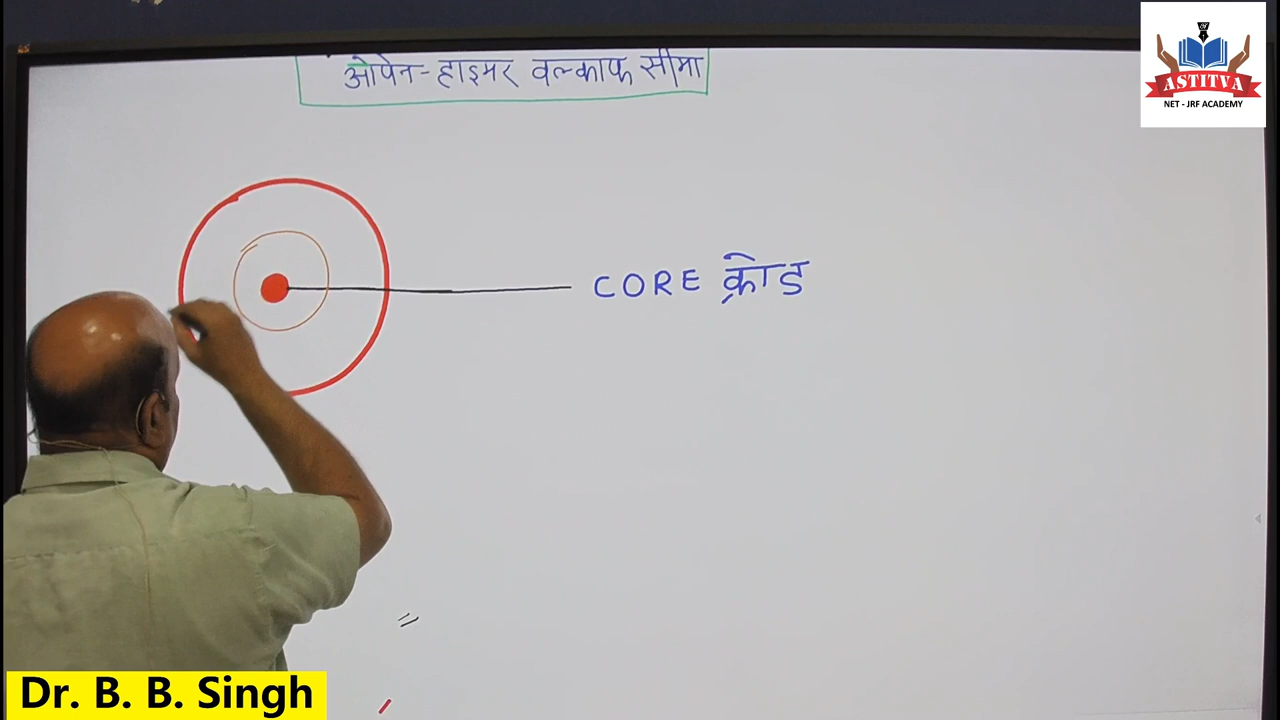 ओपेन-हाइमर वल्काफ सीमा
ASTITVA
NET - JRF ACADEMY
CORE क्रोड
Dr. B. B. Singh